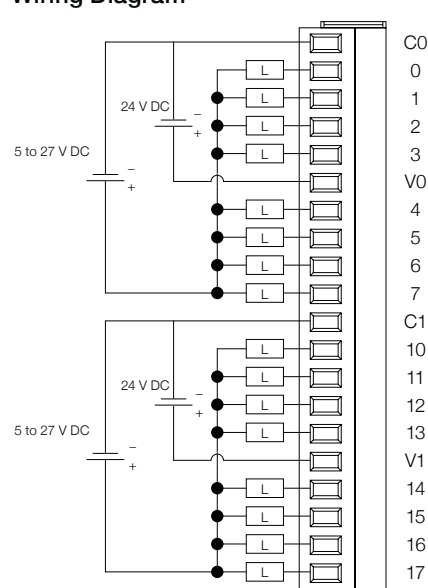 Wiring Diagram
C0
L 0
L 1
24 V DC
L 2
−
+
L 3
5 to 27 V DC
−
+
V0
L 4
L 5
L 6
L 7
C1
L 10
L 11
24 V DC
−
+
L 12
L 13
5 to 27 V DC
−
+
V1
L 14
L 15
L 16
L 17